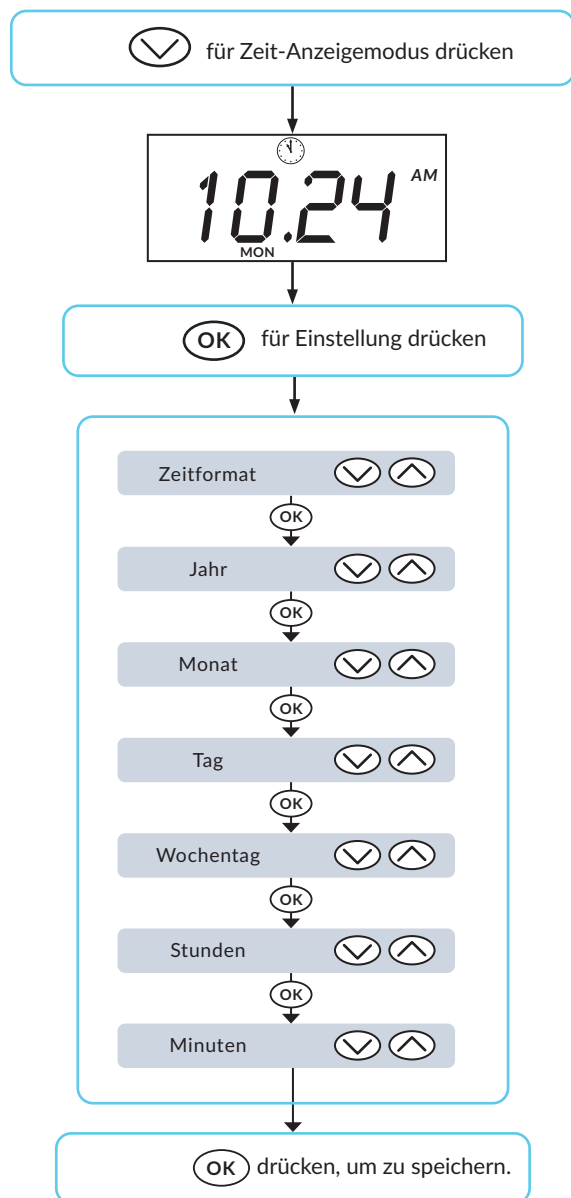 für Zeit-Anzeigemodus drücken
10.24 AM
MON
OK für Einstellung drücken
Zeitformat
OK
Jahr
OK
Monat
OK
Tag
OK
Wochentag
OK
Stunden
OK
Minuten
OK drücken, um zu speichern.